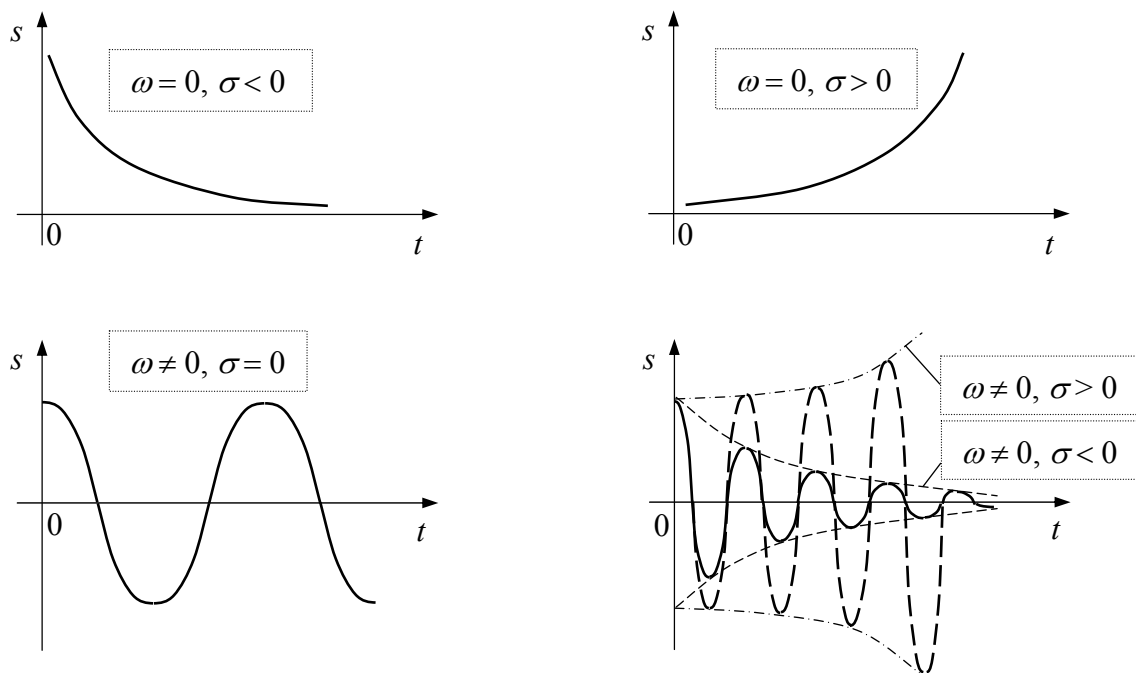 s
ω = 0, σ < 0
0
t
s
ω = 0, σ > 0
0
t
s
ω ≠ 0, σ = 0
0
t
s
ω ≠ 0, σ > 0
ω ≠ 0, σ < 0
0
t